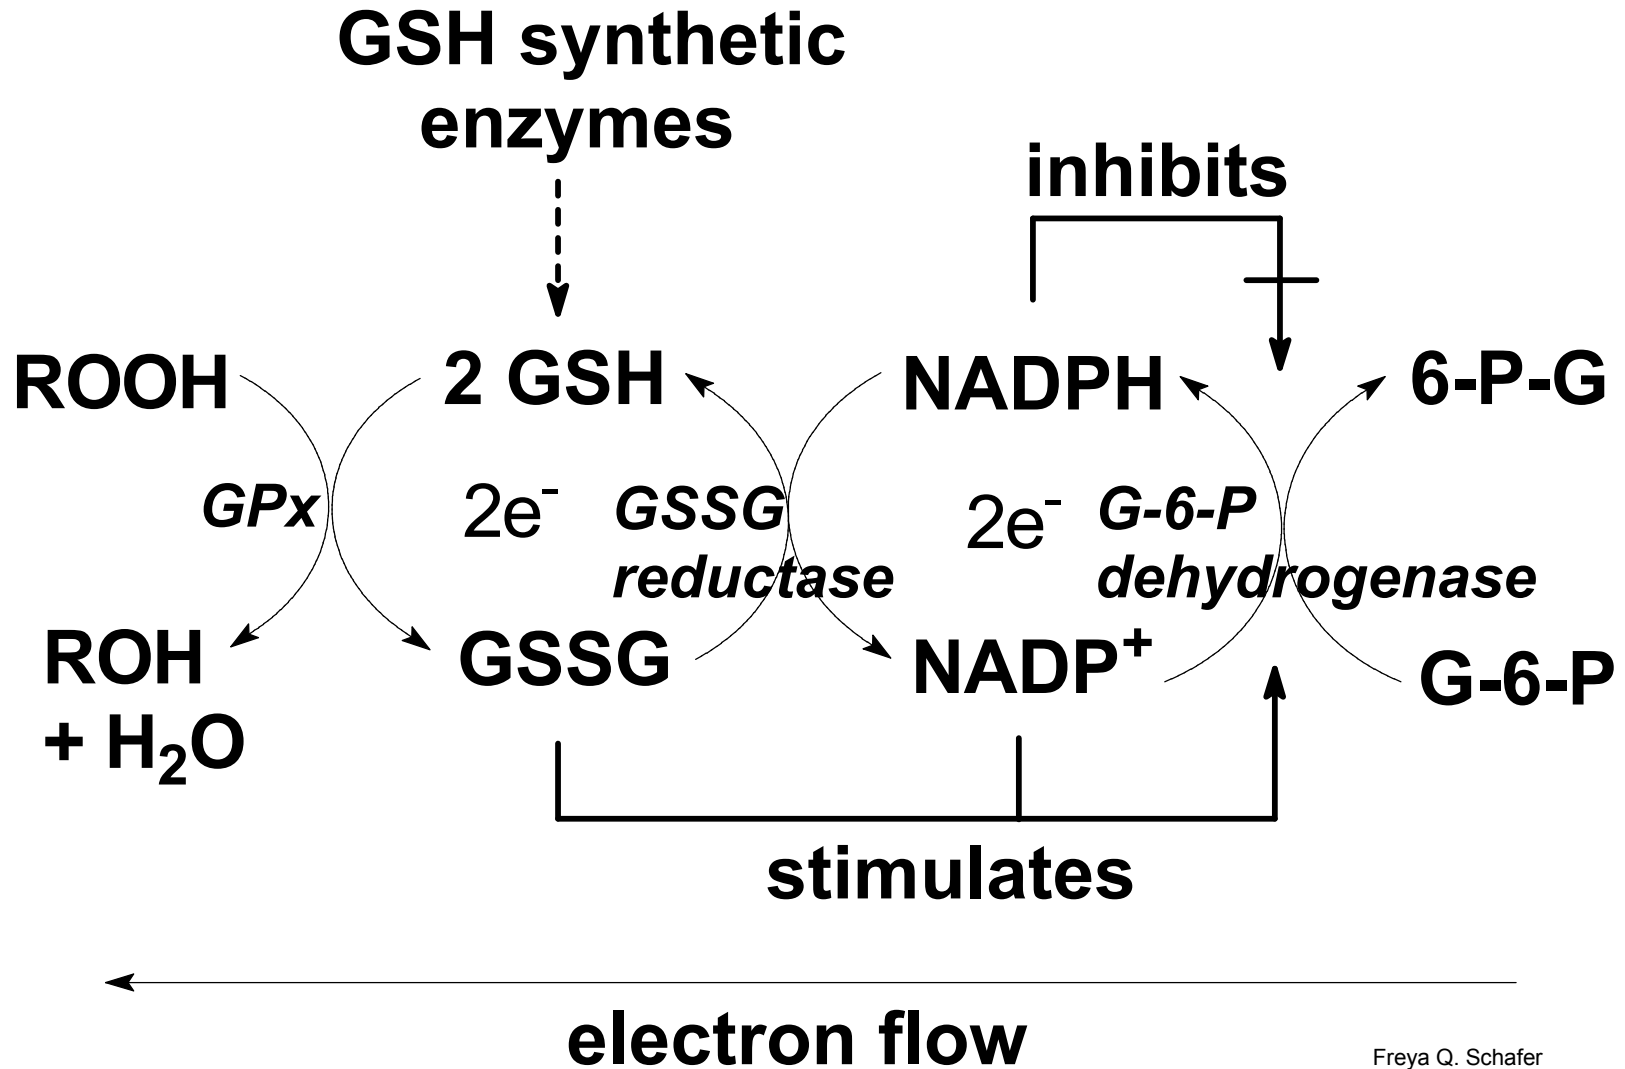 GSH synthetic
enzymes
inhibits
ROOH
2 GSH
NADPH
6-P-G
GPx
2e⁻
GSSG
reductase
2e⁻
G-6-P
dehydrogenase
ROH
+ H₂O
GSSG
NADP⁺
G-6-P
stimulates
electron flow
Freya Q. Schafer